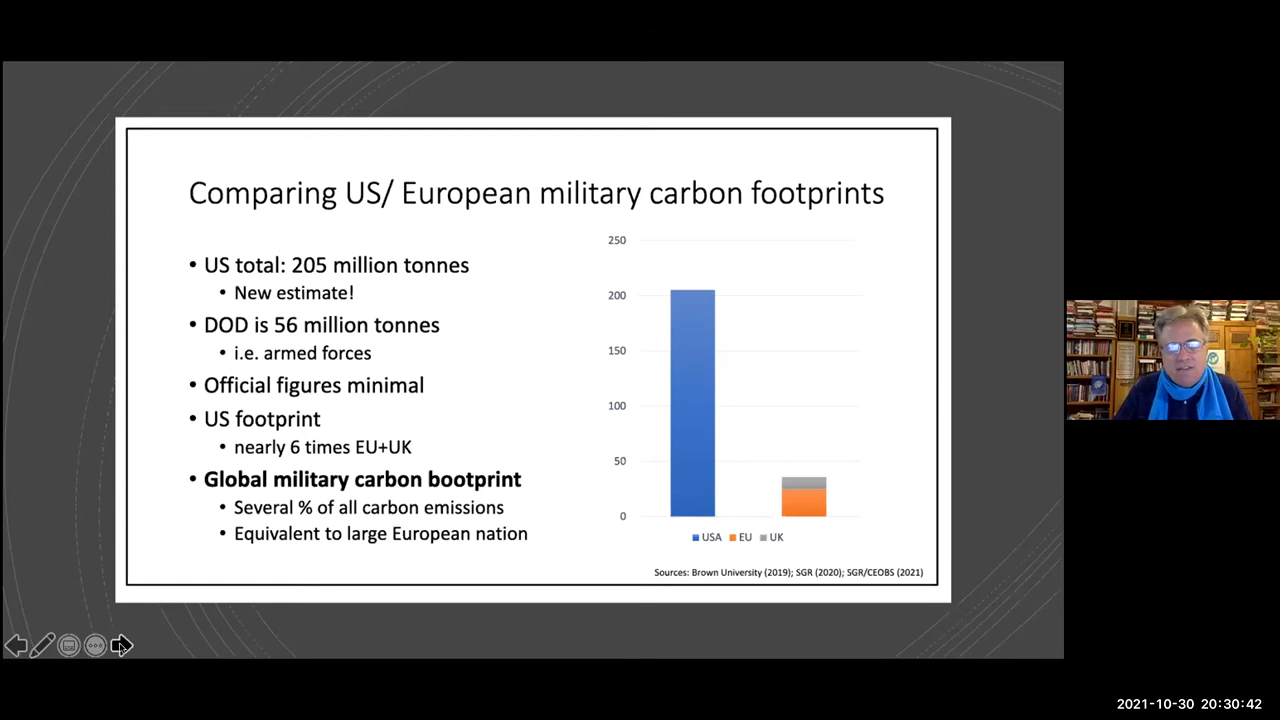 Comparing US/ European military carbon footprints
• US total: 205 million tonnes
• New estimate!
• DOD is 56 million tonnes
• i.e. armed forces
• Official figures minimal
• US footprint
• nearly 6 times EU+UK
• Global military carbon bootprint
• Several % of all carbon emissions
• Equivalent to large European nation
250
200
150
100
50
0
USA EU UK
Sources: Brown University (2019); SGR (2020); SGR/CEOBS (2021)
2021-10-30 20:30:42